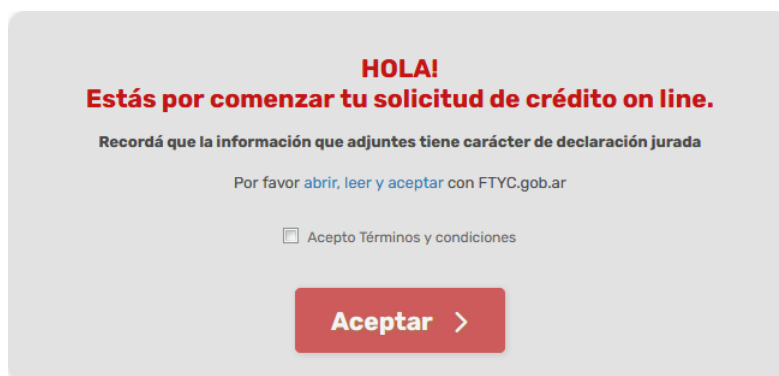 HOLA!
Estás por comenzar tu solicitud de crédito on line.
Recordá que la información que adjuntes tiene carácter de declaración jurada
Por favor abrir, leer y aceptar con FTYC.gob.ar
Acepto Términos y condiciones
Aceptar